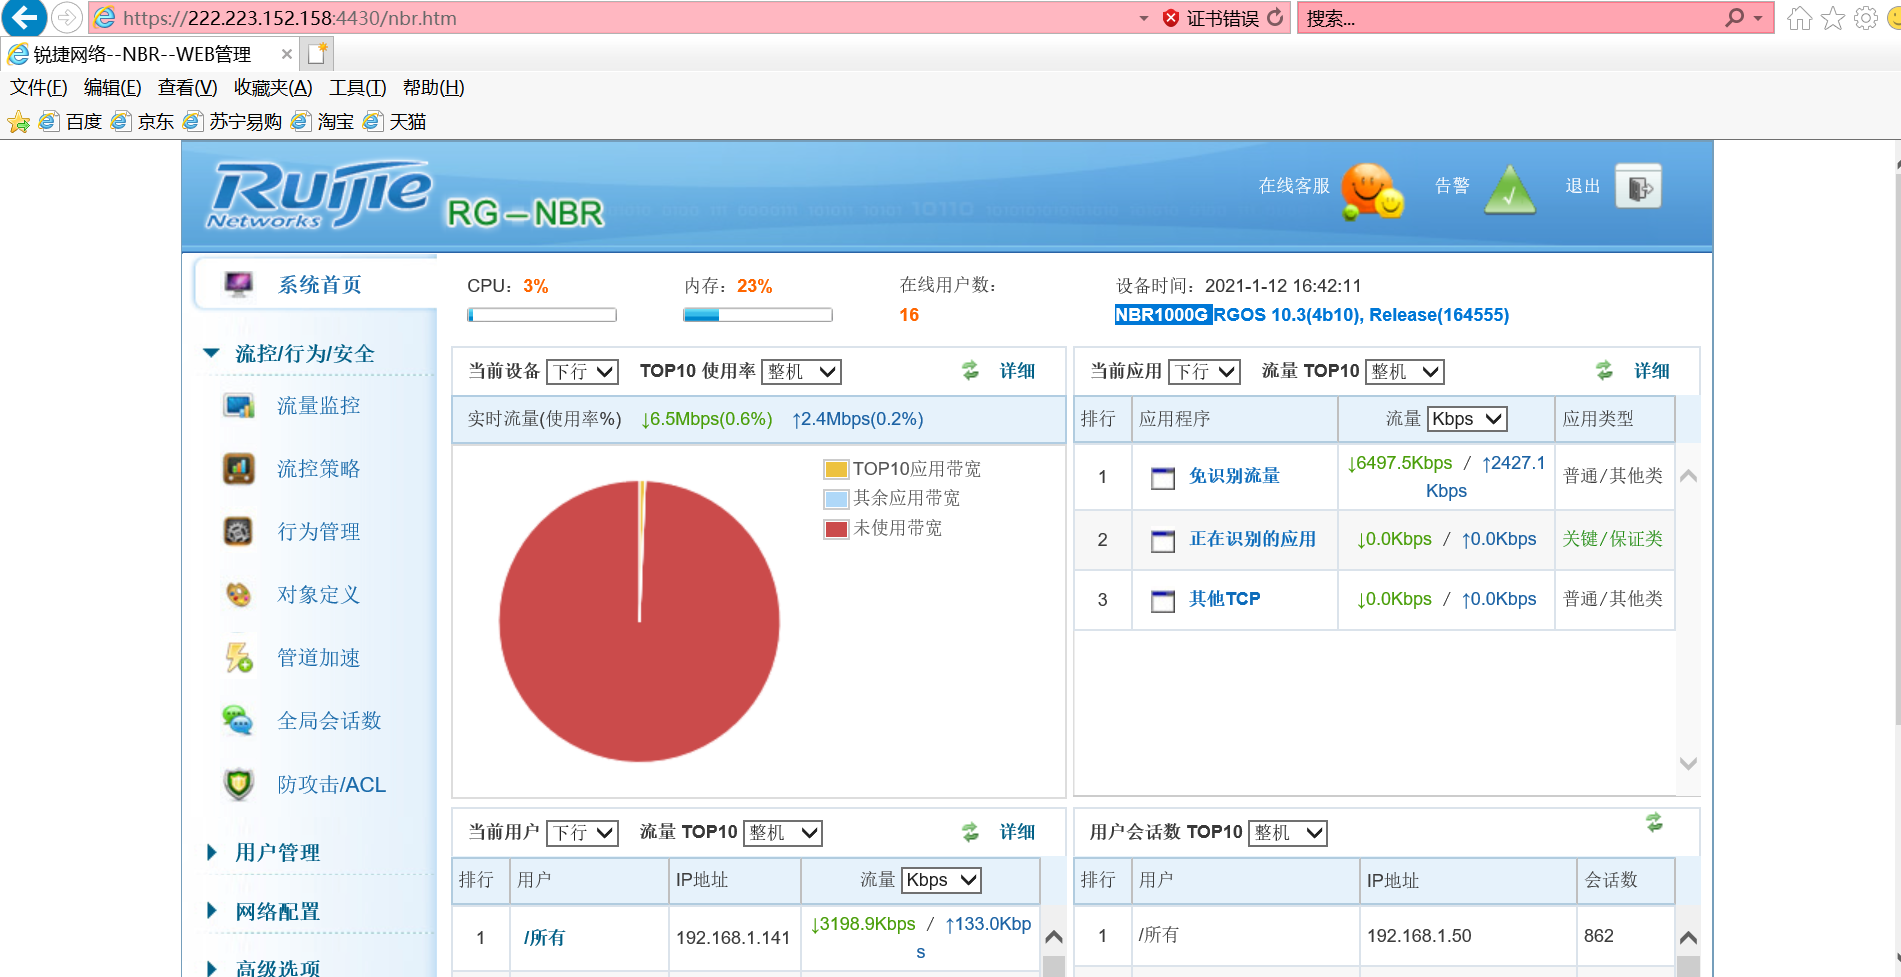 https://222.223.152.158:4430/nbr.htm
证书错误
搜索...
锐捷网络--NBR--WEB管理
文件(F) 编辑(E) 查看(V) 收藏夹(A) 工具(T) 帮助(H)
百度 京东 苏宁易购 淘宝 天猫
Ruijie
Networks
RG-NBR
在线客服
告警
退出
系统首页
流控/行为/安全
流量监控
流控策略
行为管理
对象定义
管道加速
全局会话数
防攻击/ACL
用户管理
网络配置
高级选项
CPU：3%
内存：23%
在线用户数：
16
设备时间：2021-1-12 16:42:11
NBR1000G RGOS 10.3(4b10), Release(164555)
当前设备 下行 TOP10 使用率 整机 详细
实时流量(使用率%) ↓6.5Mbps(0.6%) ↑2.4Mbps(0.2%)
TOP10应用带宽
其余应用带宽
未使用带宽
当前应用 下行 流量 TOP10 整机 详细
排行 应用程序 流量 Kbps 应用类型
1 免识别流量 ↓6497.5Kbps / ↑2427.1 普通/其他类
Kbps
2 正在识别的应用 ↓0.0Kbps / ↑0.0Kbps 关键/保证类
3 其他TCP ↓0.0Kbps / ↑0.0Kbps 普通/其他类
当前用户 下行 流量 TOP10 整机 详细
排行 用户 IP地址 流量 Kbps
1 /所有 192.168.1.141 ↓3198.9Kbps / ↑133.0Kbp
s
用户会话数 TOP10 整机
排行 用户 IP地址 会话数
1 /所有 192.168.1.50 862